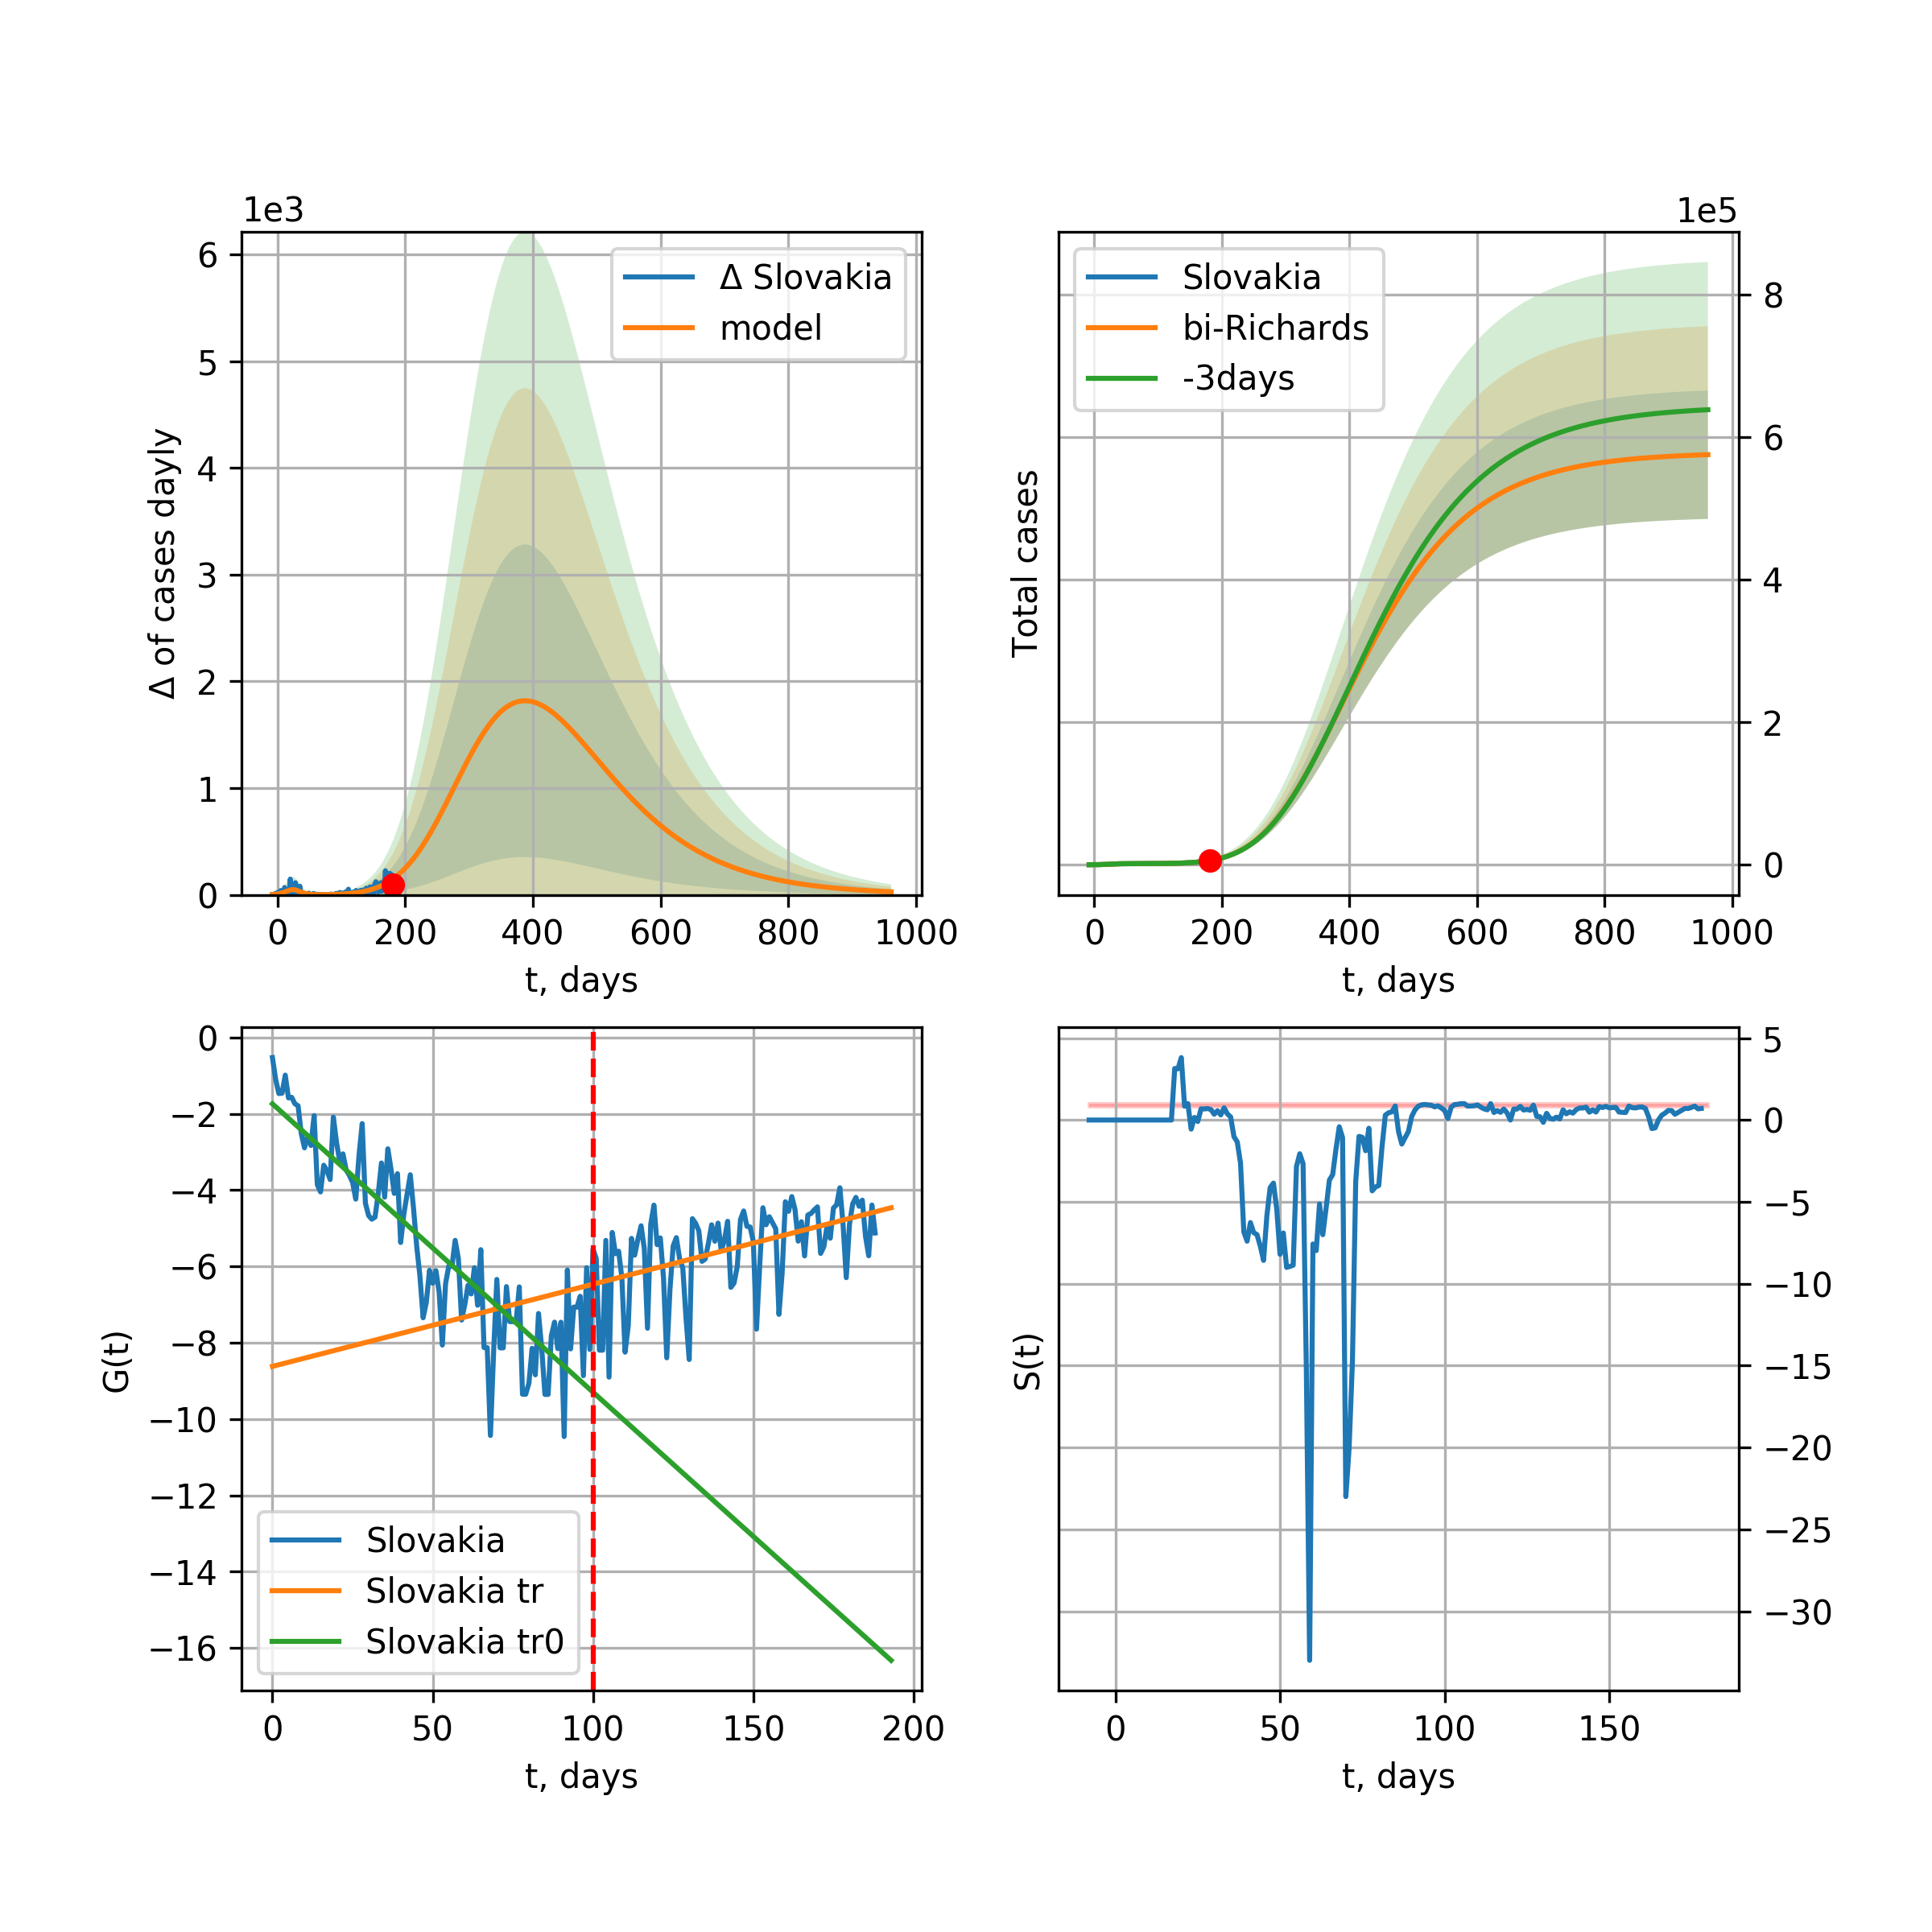 1e3
6
5
4
3
2
1
0
Δ of cases dayly
Δ Slovakia
model
0 200 400 600 800 1000
t, days
1e5
8
6
4
2
0
Total cases
Slovakia
bi-Richards
-3days
0 200 400 600 800 1000
t, days
0
−2
−4
−6
−8
−10
−12
−14
−16
G(t)
Slovakia
Slovakia tr
Slovakia tr0
0 50 100 150 200
t, days
5
0
−5
−10
−15
−20
−25
−30
S(t)
0 50 100 150
t, days